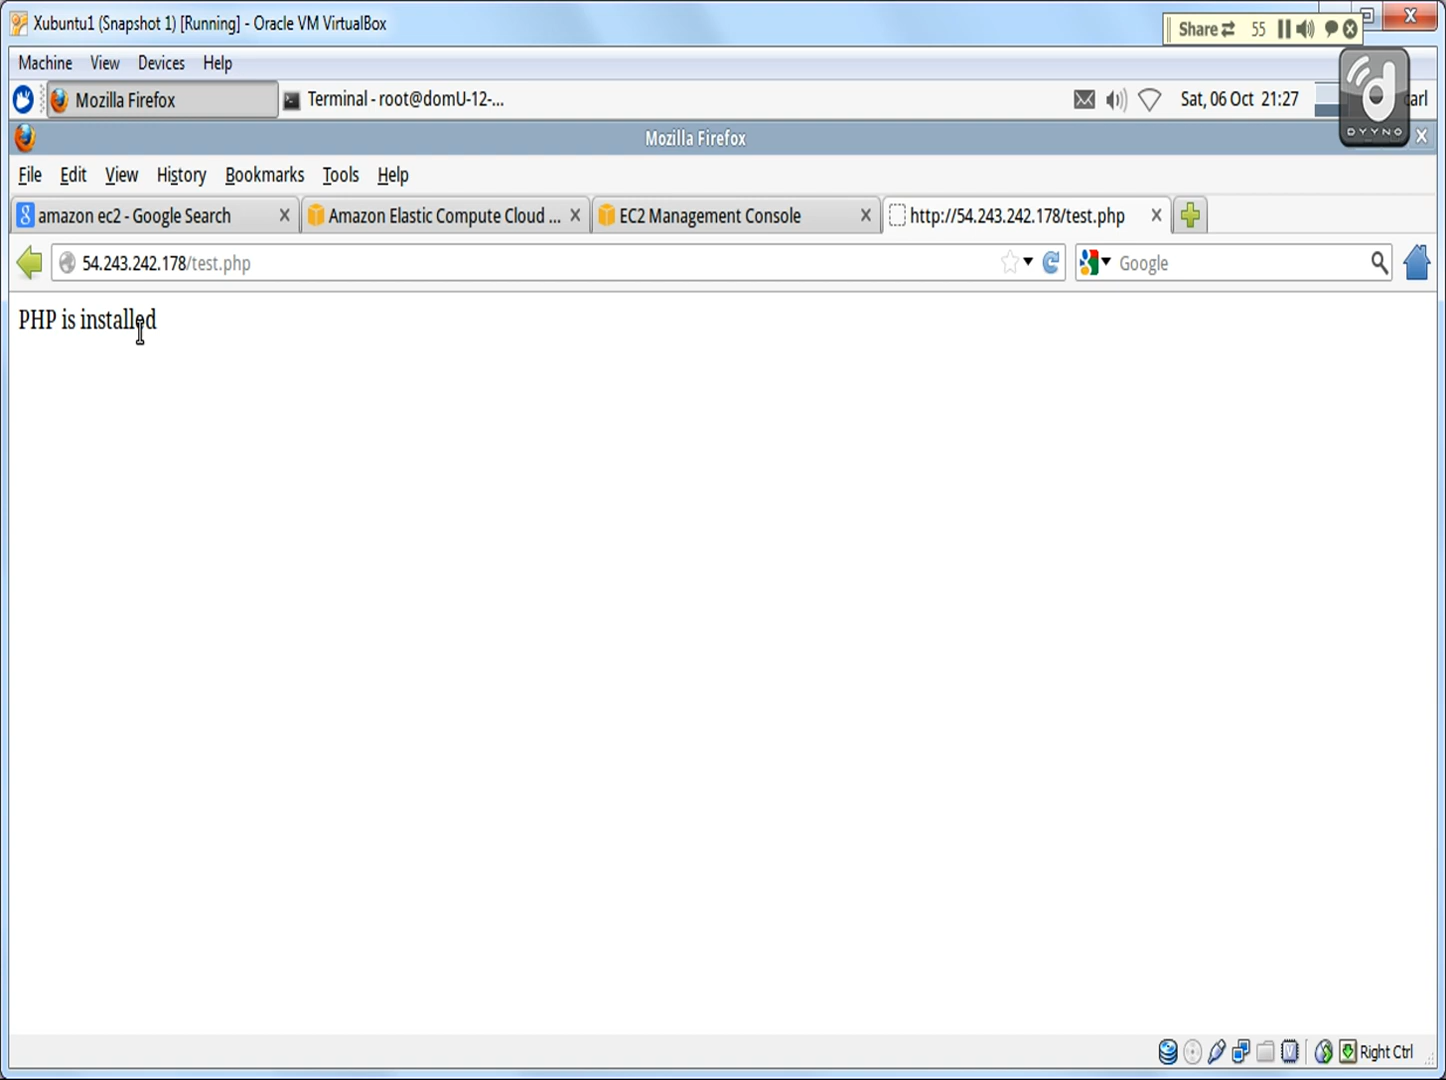 Xubuntu1 (Snapshot 1) [Running] - Oracle VM VirtualBox
Share 55
Machine View Devices Help
Mozilla Firefox Terminal - root@domU-12-... Sat, 06 Oct 21:27 carl
DYYNO
Mozilla Firefox
File Edit View History Bookmarks Tools Help
amazon ec2 - Google Search Amazon Elastic Compute Cloud ... EC2 Management Console http://54.243.242.178/test.php
54.243.242.178/test.php Google
PHP is installed
Right Ctrl